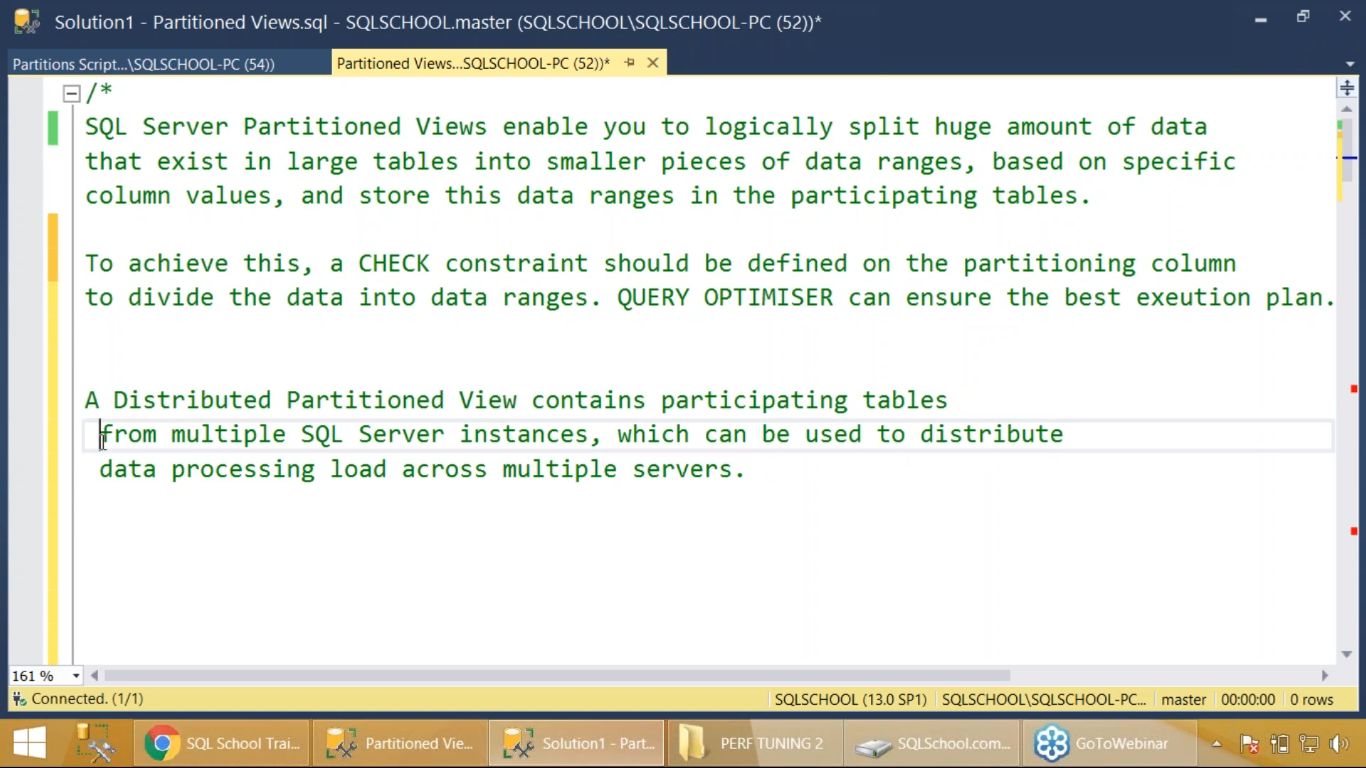 Solution1 - Partitioned Views.sql - SQLSCHOOL.master (SQLSCHOOL\SQLSCHOOL-PC (52))*
Partitions Script...\SQLSCHOOL-PC (54))
Partitioned Views...SQLSCHOOL-PC (52))*
/*
SQL Server Partitioned Views enable you to logically split huge amount of data
that exist in large tables into smaller pieces of data ranges, based on specific
column values, and store this data ranges in the participating tables.
To achieve this, a CHECK constraint should be defined on the partitioning column
to divide the data into data ranges. QUERY OPTIMISER can ensure the best exeution plan.
A Distributed Partitioned View contains participating tables
from multiple SQL Server instances, which can be used to distribute
data processing load across multiple servers.
161 %
Connected. (1/1)
SQLSCHOOL (13.0 SP1)
SQLSCHOOL\SQLSCHOOL-PC...
master
00:00:00
0 rows
SQL School Trai...
Partitioned Vie...
Solution1 - Part...
PERF TUNING 2
SQLSchool.com...
GoToWebinar